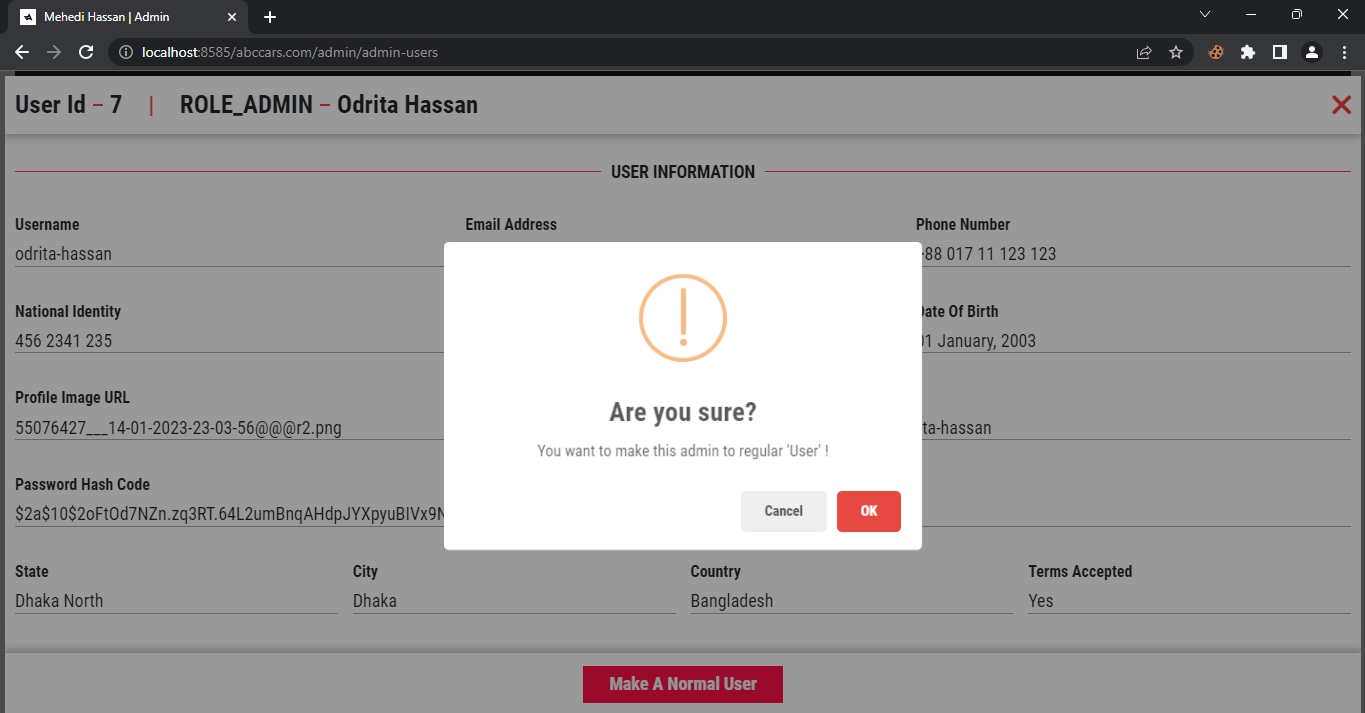 Mehedi Hassan | Admin
localhost:8585/abccars.com/admin/admin-users
User Id – 7 | ROLE_ADMIN – Odrita Hassan
USER INFORMATION
Username Email Address Phone Number
odrita-hassan 88 017 11 123 123
National Identity Date Of Birth
456 2341 235 01 January, 2003
Profile Image URL
55076427___14-01-2023-23-03-56@@@r2.png ta-hassan
Password Hash Code
$2a$10$2oFtOd7NZn.zq3RT.64L2umBnqAHdpJYXpyuBIVx9N
Are you sure?
You want to make this admin to regular 'User' !
Cancel OK
State City Country Terms Accepted
Dhaka North Dhaka Bangladesh Yes
Make A Normal User